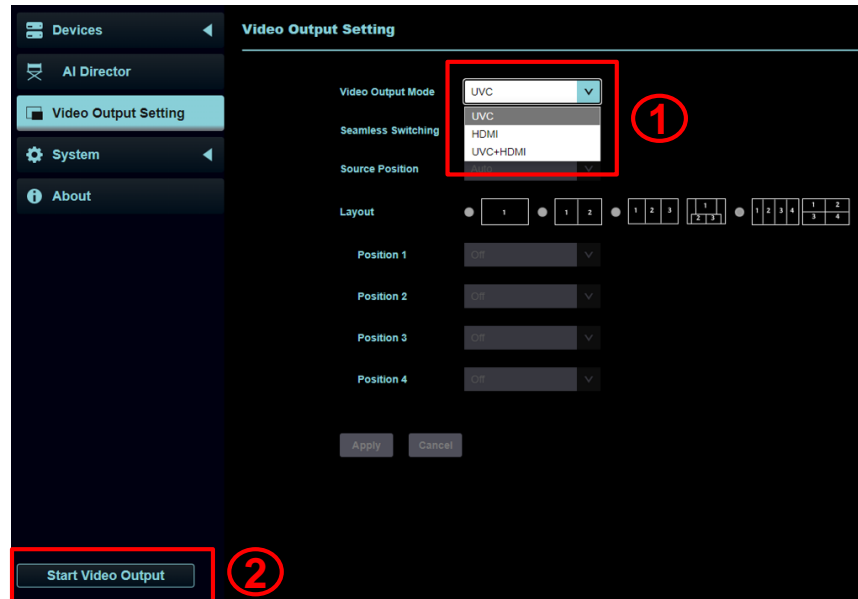 Devices
AI Director
Video Output Setting
System
About
Start Video Output
②
Video Output Setting
Video Output Mode
UVC
UVC
HDMI
UVC+HDMI
①
Seamless Switching
Source Position
Auto
Layout
1
1 2
1 2 3
1
2 3
1 2 3 4
1 2
3 4
Position 1
Off
Position 2
Off
Position 3
Off
Position 4
Off
Apply
Cancel